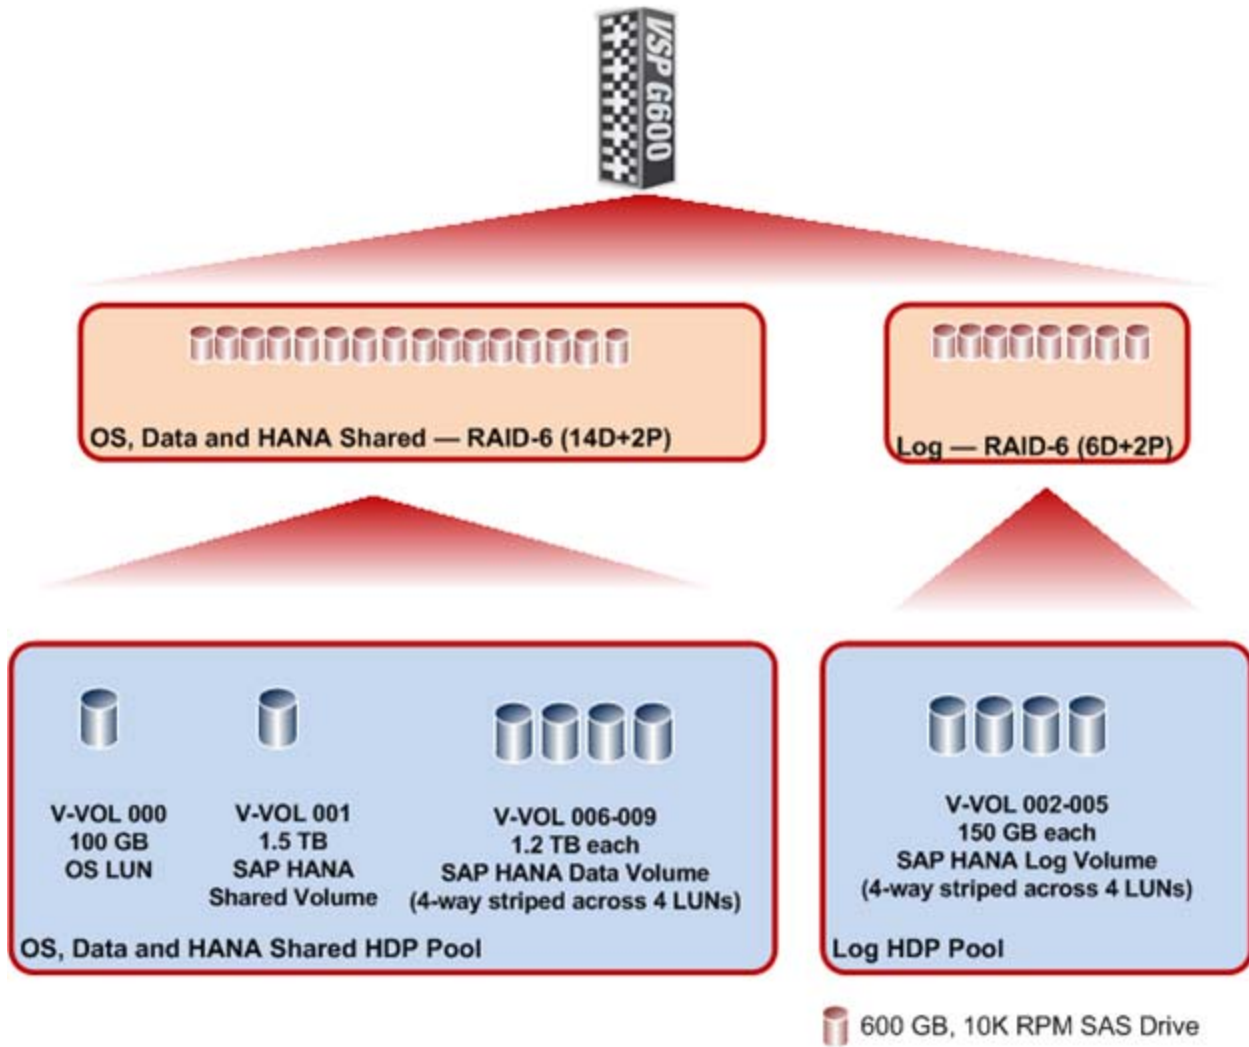 VSP G600
OS, Data and HANA Shared — RAID-6 (14D+2P)
Log — RAID-6 (6D+2P)
V-VOL 000
100 GB
OS LUN
V-VOL 001
1.5 TB
SAP HANA
Shared Volume
V-VOL 006-009
1.2 TB each
SAP HANA Data Volume
(4-way striped across 4 LUNs)
OS, Data and HANA Shared HDP Pool
V-VOL 002-005
150 GB each
SAP HANA Log Volume
(4-way striped across 4 LUNs)
Log HDP Pool
600 GB, 10K RPM SAS Drive